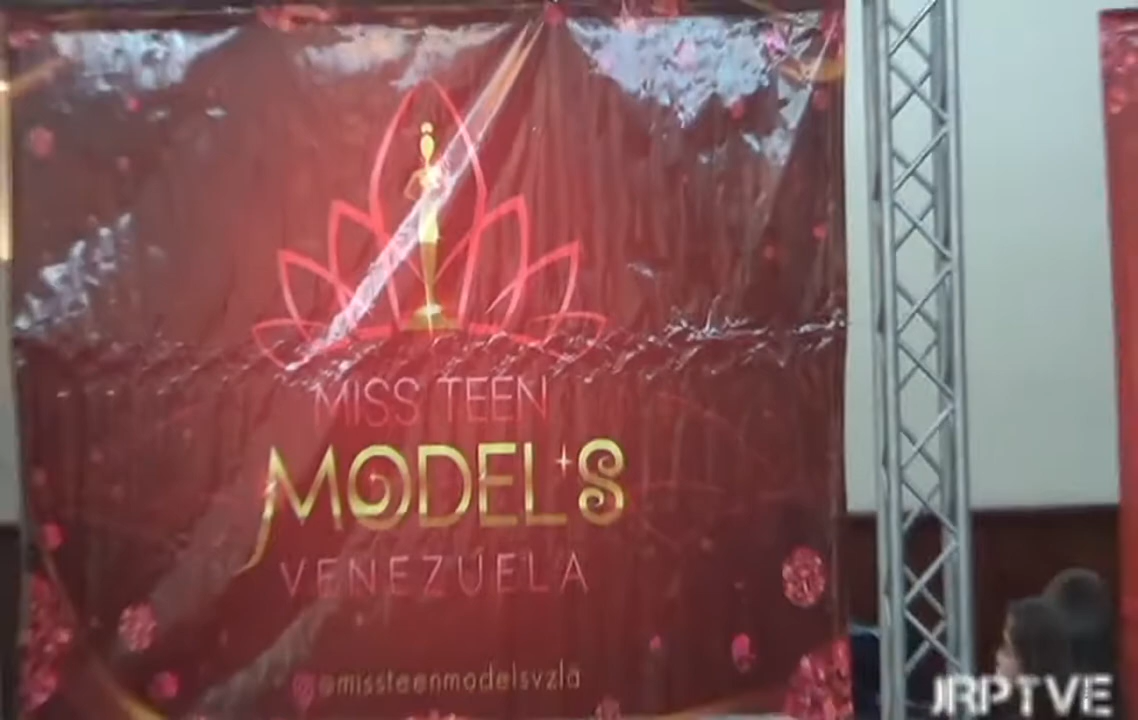 MISS TEEN
MODEL'S
VENEZUELA
@missteenmodelsvzla
JRPTVE